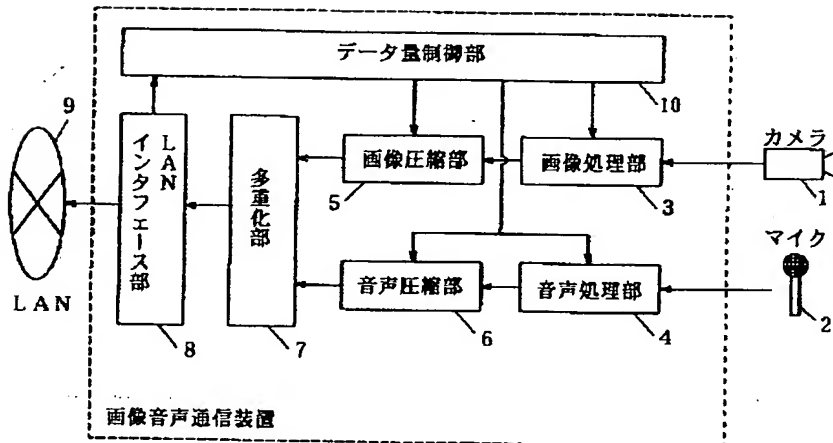 データ量制御部
10
9
カメラ
1
画像圧縮部
5
画像処理部
3
LAN
インタフェース部
8
多重化部
7
マイク
2
音声圧縮部
6
音声処理部
4
LAN
画像音声通信装置